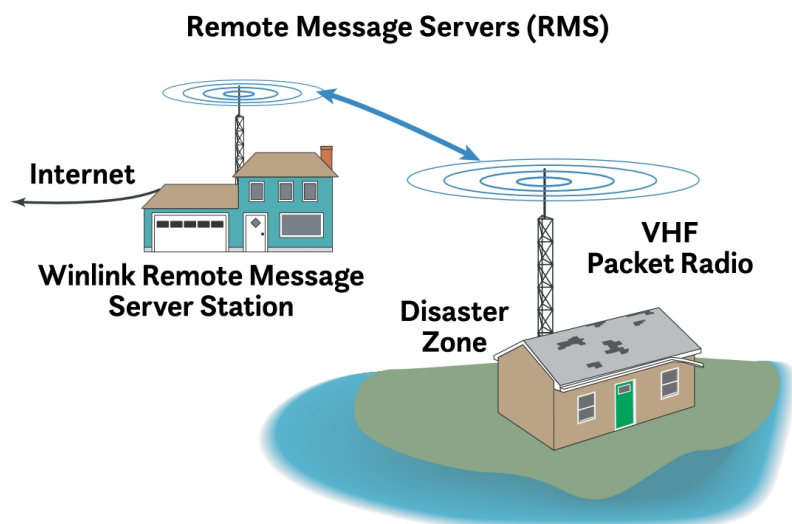 Remote Message Servers (RMS)
Internet
Winlink Remote Message
Server Station
VHF
Packet Radio
Disaster
Zone